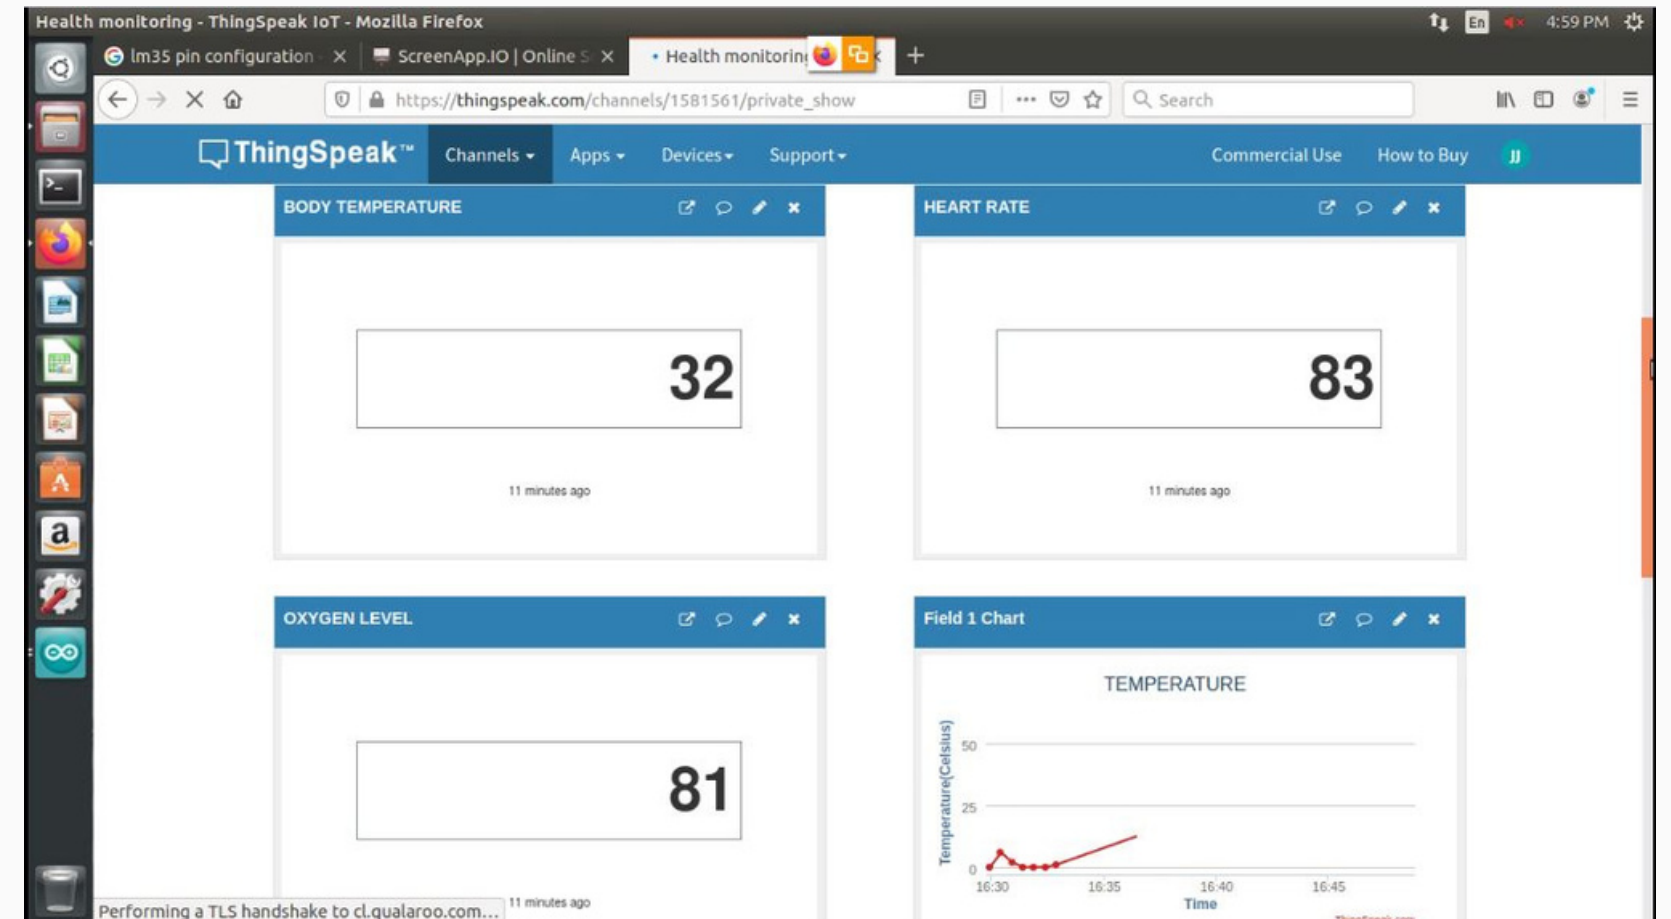 Health monitoring - ThingSpeak IoT - Mozilla Firefox
En
4:59 PM
lm35 pin configuration
ScreenApp.IO | Online S
• Health monitorin
https://thingspeak.com/channels/1581561/private_show
Search
ThingSpeak™
Channels
Apps
Devices
Support
Commercial Use
How to Buy
JJ
BODY TEMPERATURE
HEART RATE
32
83
11 minutes ago
11 minutes ago
OXYGEN LEVEL
Field 1 Chart
81
11 minutes ago
TEMPERATURE
Temperature(Celsius)
50
25
0
16:30
16:35
16:40
16:45
Time
ThingSpeak.com
Performing a TLS handshake to cl.qualaroo.com...